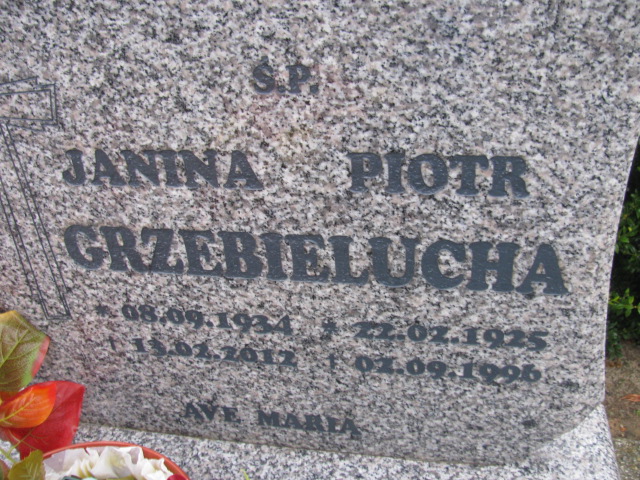 Ś.P.
JANINA PIOTR
GRZEBIELUCHA
* 08.09.1934 * 22.02.1925
† 13.02.2012 † 02.09.1996
AVE MARIA